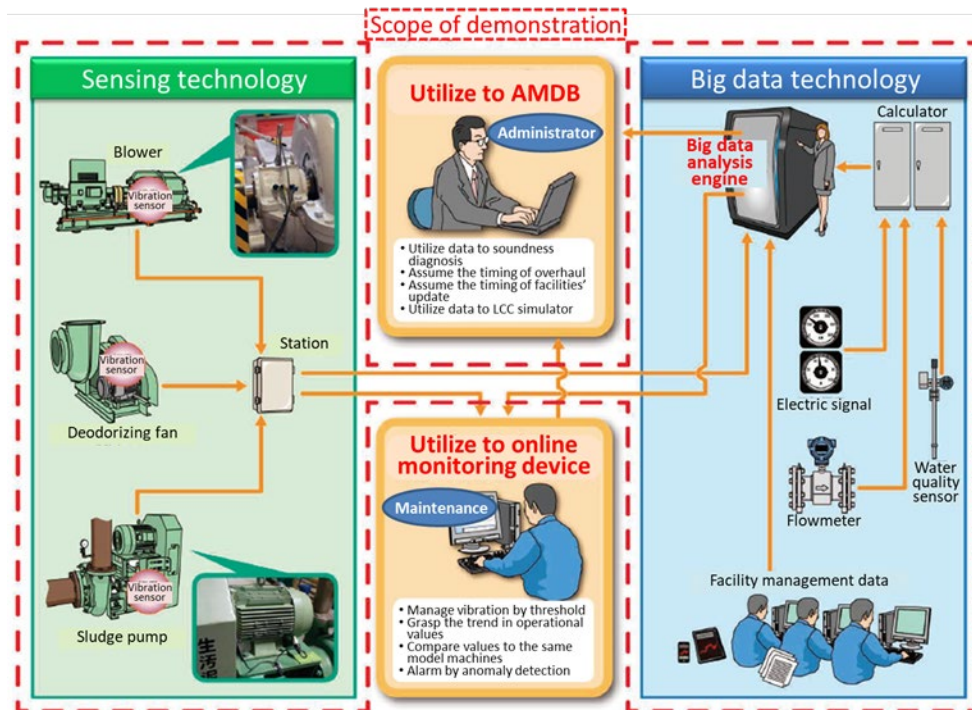 Scope of demonstration
Sensing technology
Blower
Vibration
sensor
Vibration
sensor
Deodorizing fan
Station
Vibration
sensor
Sludge pump
生汚泥
Utilize to AMDB
Administrator
• Utilize data to soundness
diagnosis
• Assume the timing of overhaul
• Assume the timing of facilities’
update
• Utilize data to LCC simulator
Utilize to online
monitoring device
Maintenance
• Manage vibration by threshold
• Grasp the trend in operational
values
• Compare values to the same
model machines
• Alarm by anomaly detection
Big data technology
Calculator
Big data
analysis
engine
Electric signal
Flowmeter
Water
quality
sensor
Facility management data